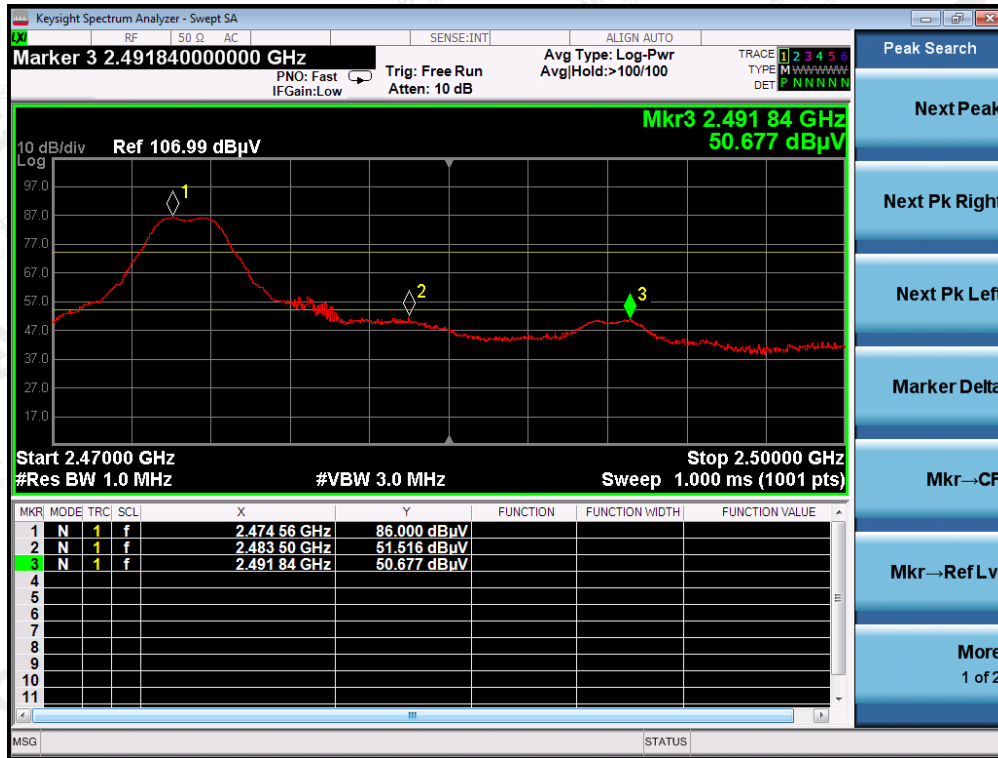 Keysight Spectrum Analyzer - Swept SA
LXI RF 50 Ω AC SENSE:INT ALIGN AUTO
Marker 3 2.491840000000 GHz
PNO: Fast
IFGain:Low
Trig: Free Run
Atten: 10 dB
Avg Type: Log-Pwr
Avg|Hold:>100/100
TRACE 1 2 3 4 5 6
TYPE M W W W W W
DET P N N N N N
Mkr3 2.491 84 GHz
50.677 dBµV
10 dB/div Ref 106.99 dBµV
Log
97.0
87.0
77.0
67.0
57.0
47.0
37.0
27.0
17.0
1
2
3
Start 2.47000 GHz Stop 2.50000 GHz
#Res BW 1.0 MHz #VBW 3.0 MHz Sweep 1.000 ms (1001 pts)
MKR MODE TRC SCL X Y FUNCTION FUNCTION WIDTH FUNCTION VALUE
1 N 1 f 2.474 56 GHz 86.000 dBµV
2 N 1 f 2.483 50 GHz 51.516 dBµV
3 N 1 f 2.491 84 GHz 50.677 dBµV
4
5
6
7
8
9
10
11
MSG STATUS
Peak Search
Next Peak
Next Pk Right
Next Pk Left
Marker Delta
Mkr→CF
Mkr→Ref Lv
More
1 of 2